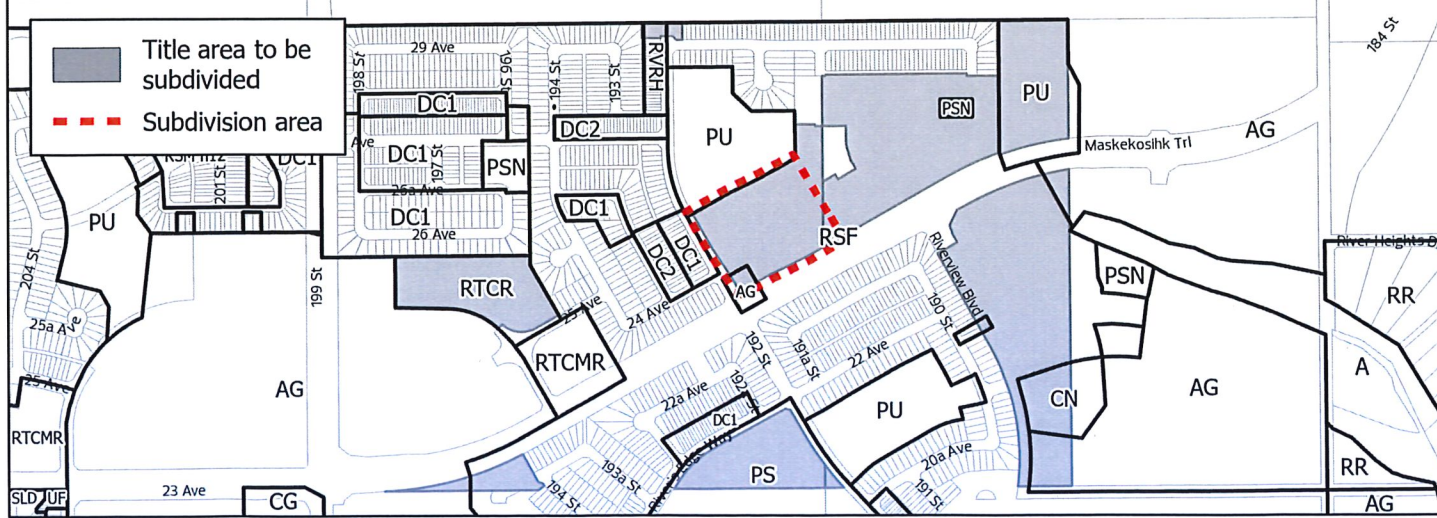 Title area to be
subdivided
Subdivision area
29 Ave
198 St
196 St
194 St
193 St
RVRH
DC1
DC2
PU
PSN
PU
184 St
AG
Maskekosihk Trl
RSM h12
201 St
DC1
Ave
DC1
197 St
PSN
26a Ave
DC1
26 Ave
DC1
PU
204 St
199 St
RTCR
DC2
DC1
RSF
AG
Riverview Blvd
River Heights D
PSN
RR
25a Ave
25 Ave
25 Ave
24 Ave
190 St
RTCMR
192 St
191a St
22 Ave
AG
22a Ave
192a St
PU
CN
AG
A
RTCMR
DC1
20a Ave
193a St
194 St
PS
191 St
RR
SLD
UF
23 Ave
CG
AG